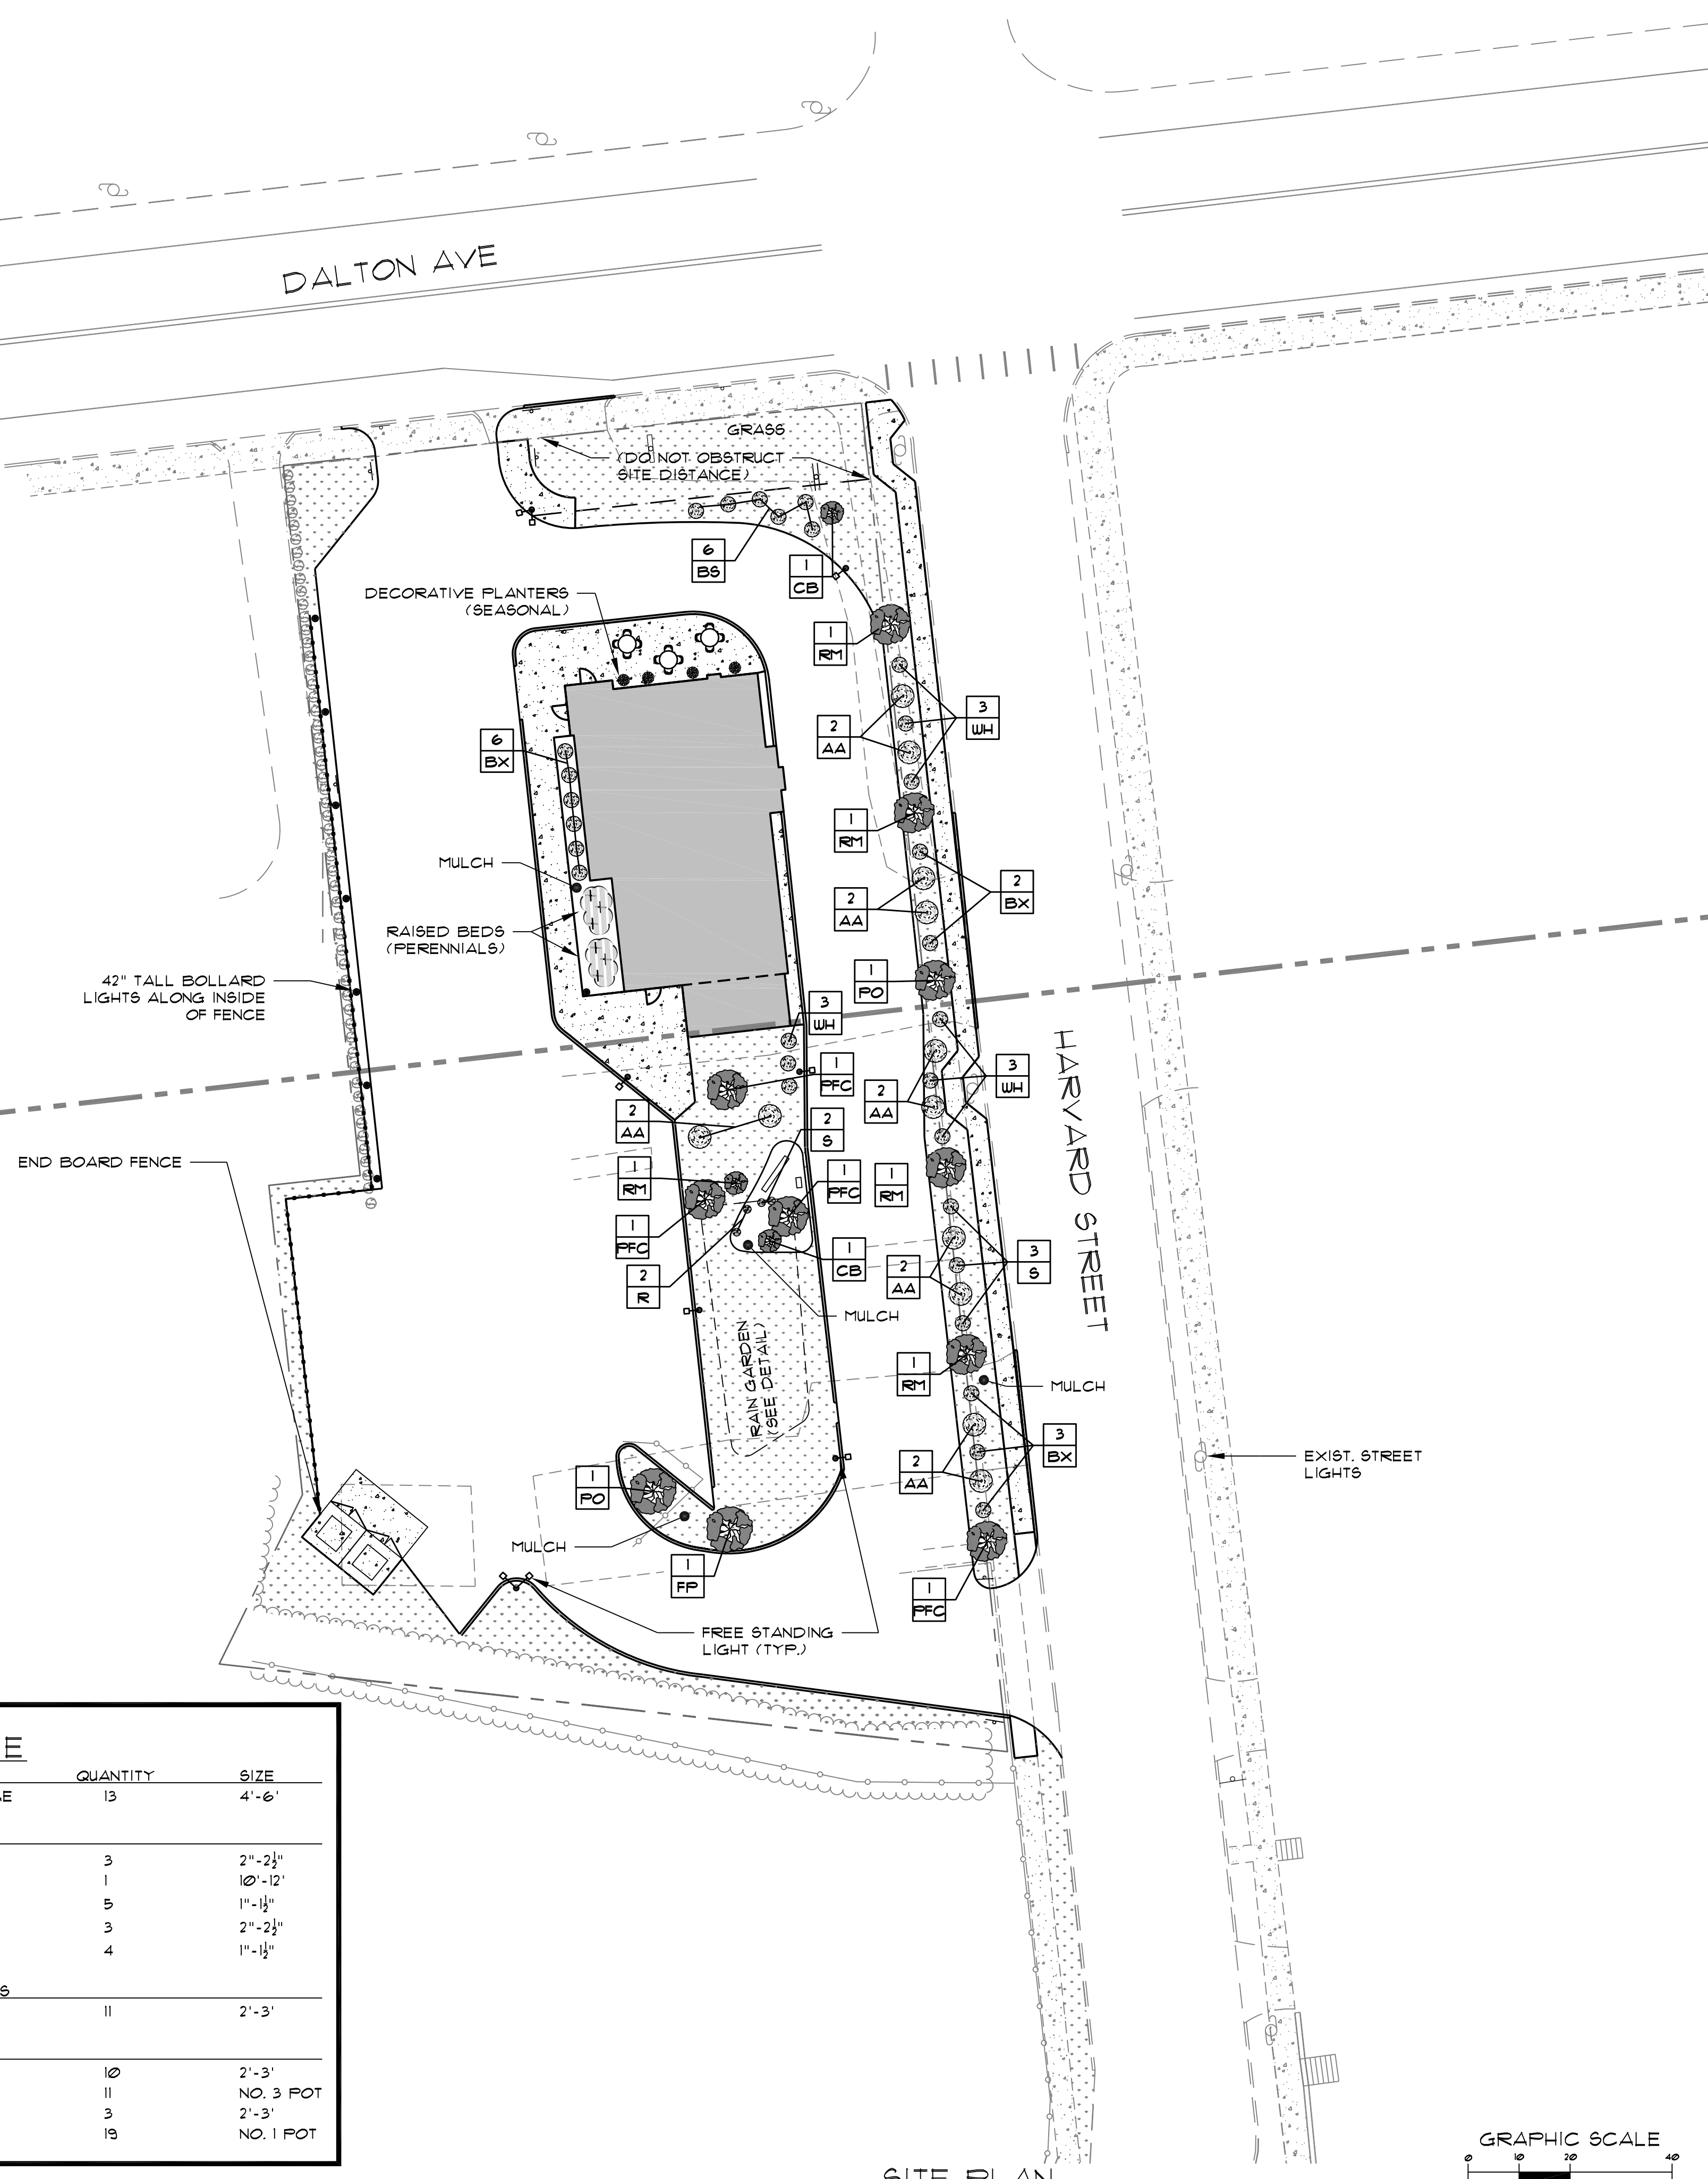 DALTON AVE
GRASS
(DO NOT OBSTRUCT
SITE DISTANCE)
6
BS
1
CB
DECORATIVE PLANTERS
(SEASONAL)
1
RM
3
WH
2
AA
6
BX
1
RM
MULCH
2
BX
2
AA
RAISED BEDS
(PERENNIALS)
1
PO
42" TALL BOLLARD
LIGHTS ALONG INSIDE
OF FENCE
3
WH
HARVARD STREET
1
PFC
3
WH
2
AA
2
AA
2
S
END BOARD FENCE
1
RM
1
PFC
1
RM
1
PFC
1
CB
3
S
2
AA
2
R
MULCH
RAIN GARDEN
(SEE DETAIL)
1
RM
MULCH
3
BX
2
AA
EXIST. STREET
LIGHTS
1
PO
MULCH
1
FP
1
PFC
FREE STANDING
LIGHT (TYP.)
E
QUANTITY SIZE
E 13 4'-6'
3 2"-2½"
1 10'-12'
5 1"-1½"
3 2"-2½"
4 1"-1½"
S
11 2'-3'
10 2'-3'
11 NO. 3 POT
3 2'-3'
19 NO. 1 POT
GRAPHIC SCALE
0 10 20 40
SITE PLAN